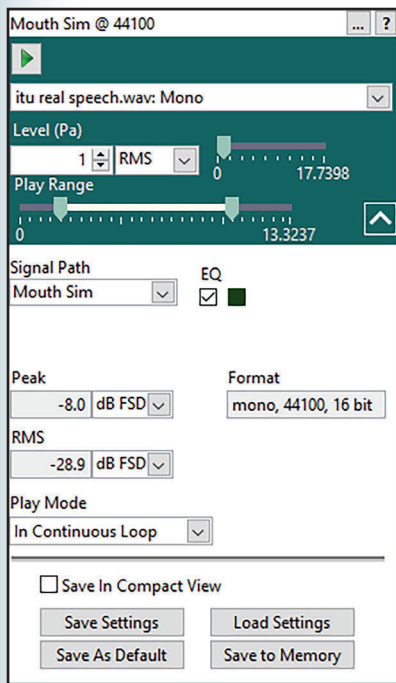 Mouth Sim @ 44100 ... ?
itu real speech.wav: Mono
Level (Pa)
1 RMS
0 17.7398
Play Range
0 13.3237
Signal Path EQ
Mouth Sim
Peak Format
-8.0 dB FSD mono, 44100, 16 bit
RMS
-28.9 dB FSD
Play Mode
In Continuous Loop
Save In Compact View
Save Settings Load Settings
Save As Default Save to Memory